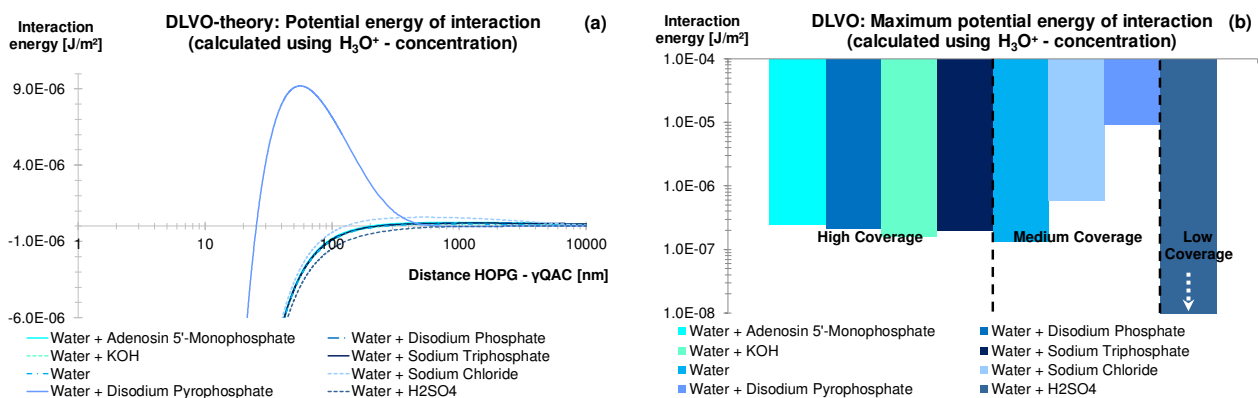 Interaction
energy [J/m²]
DLVO-theory: Potential energy of interaction
(calculated using H₃O⁺ - concentration)
(a)
9.0E-06
4.0E-06
-1.0E-06
-6.0E-06
1
10
100
1000
10000
Distance HOPG - γQAC [nm]
Water + Adenosin 5'-Monophosphate
Water + Disodium Phosphate
Water + KOH
Water + Sodium Triphosphate
Water
Water + Sodium Chloride
Water + Disodium Pyrophosphate
Water + H2SO4
Interaction
energy [J/m²]
DLVO: Maximum potential energy of interaction
(calculated using H₃O⁺ - concentration)
(b)
1.0E-04
1.0E-05
1.0E-06
1.0E-07
1.0E-08
High Coverage
Medium Coverage
Low
Coverage
Water + Adenosin 5'-Monophosphate
Water + Disodium Phosphate
Water + KOH
Water + Sodium Triphosphate
Water
Water + Sodium Chloride
Water + Disodium Pyrophosphate
Water + H2SO4